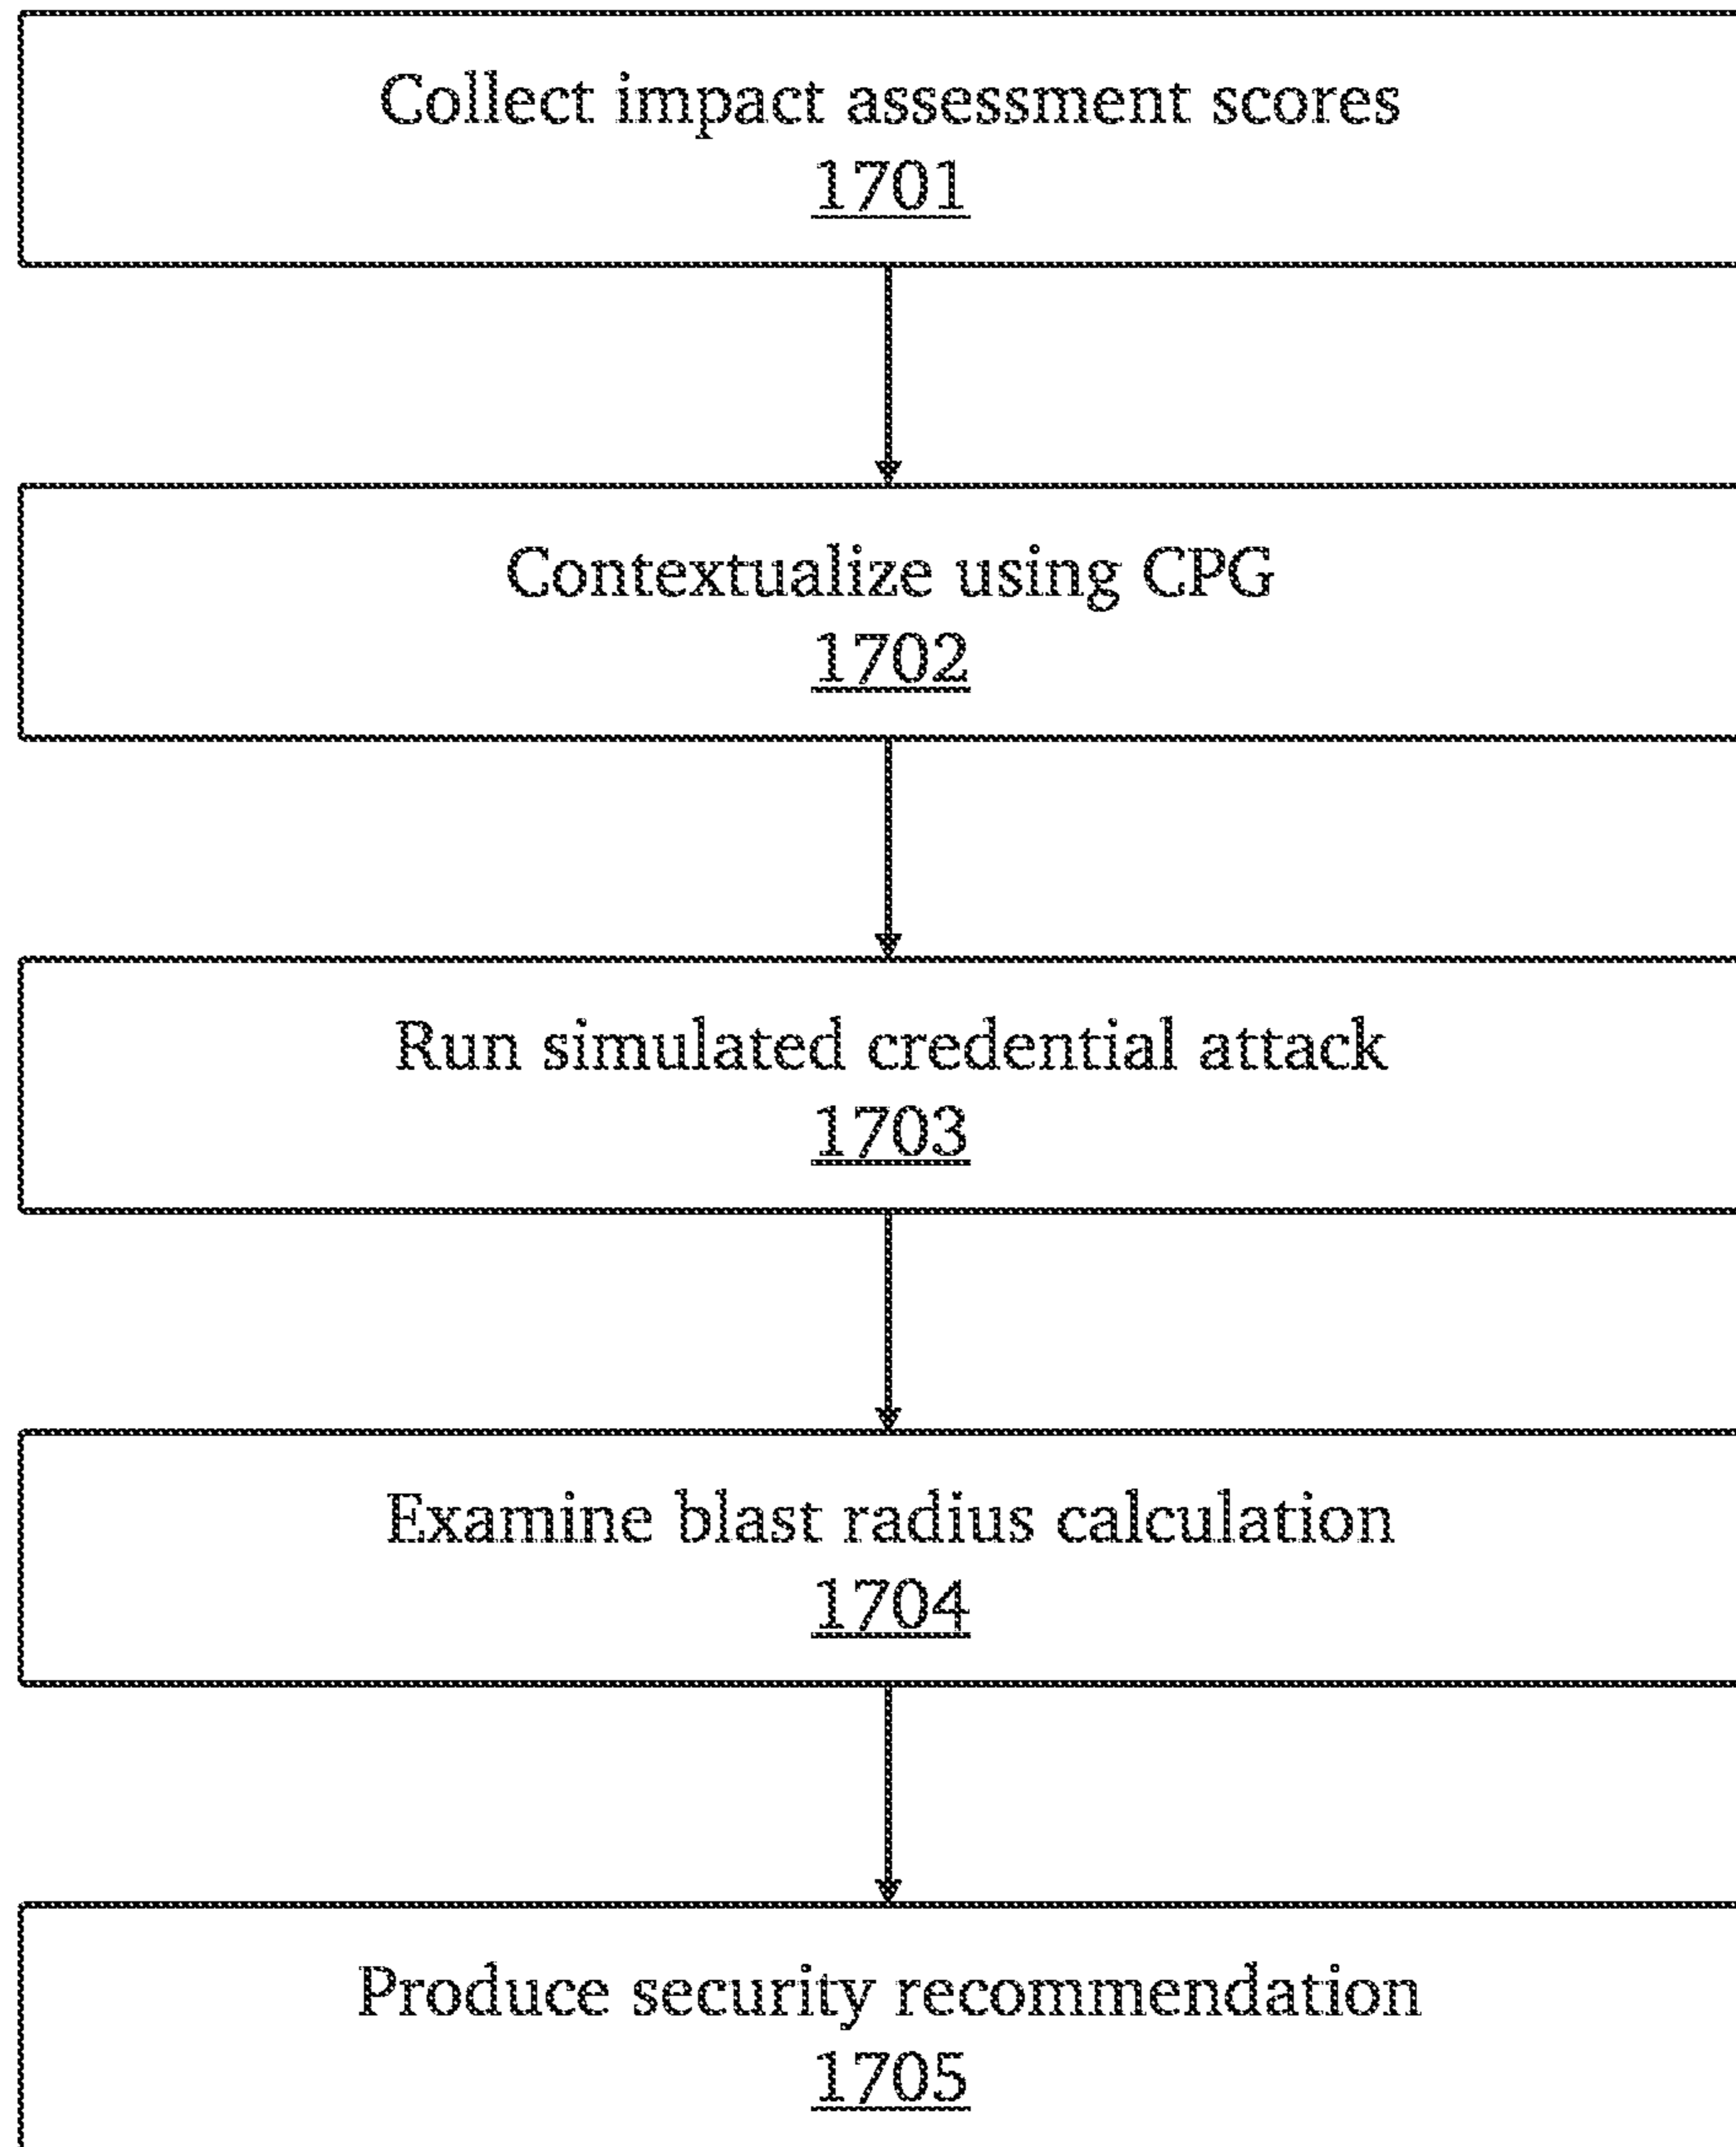 Collect impact assessment scores
1701
Contextualize using CPG
1702
Run simulated credential attack
1703
Examine blast radius calculation
1704
Produce security recommendation
1705